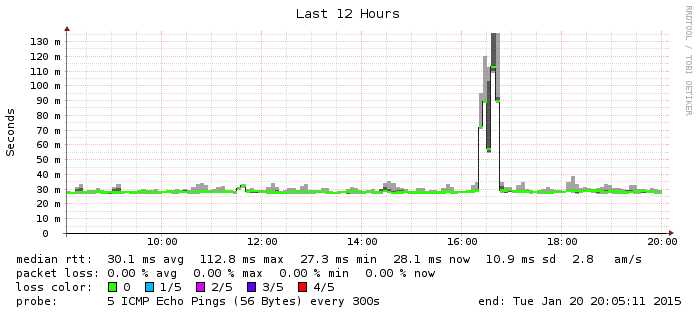 Last 12 Hours
RRDTOOL / TOBI OETIKER
Seconds
130 m
120 m
110 m
100 m
90 m
80 m
70 m
60 m
50 m
40 m
30 m
20 m
10 m
0
10:00 12:00 14:00 16:00 18:00 20:00
median rtt: 30.1 ms avg 112.8 ms max 27.3 ms min 28.1 ms now 10.9 ms sd 2.8 am/s
packet loss: 0.00 % avg 0.00 % max 0.00 % min 0.00 % now
loss color: 0 1/5 2/5 3/5 4/5
probe: 5 ICMP Echo Pings (56 Bytes) every 300s end: Tue Jan 20 20:05:11 2015